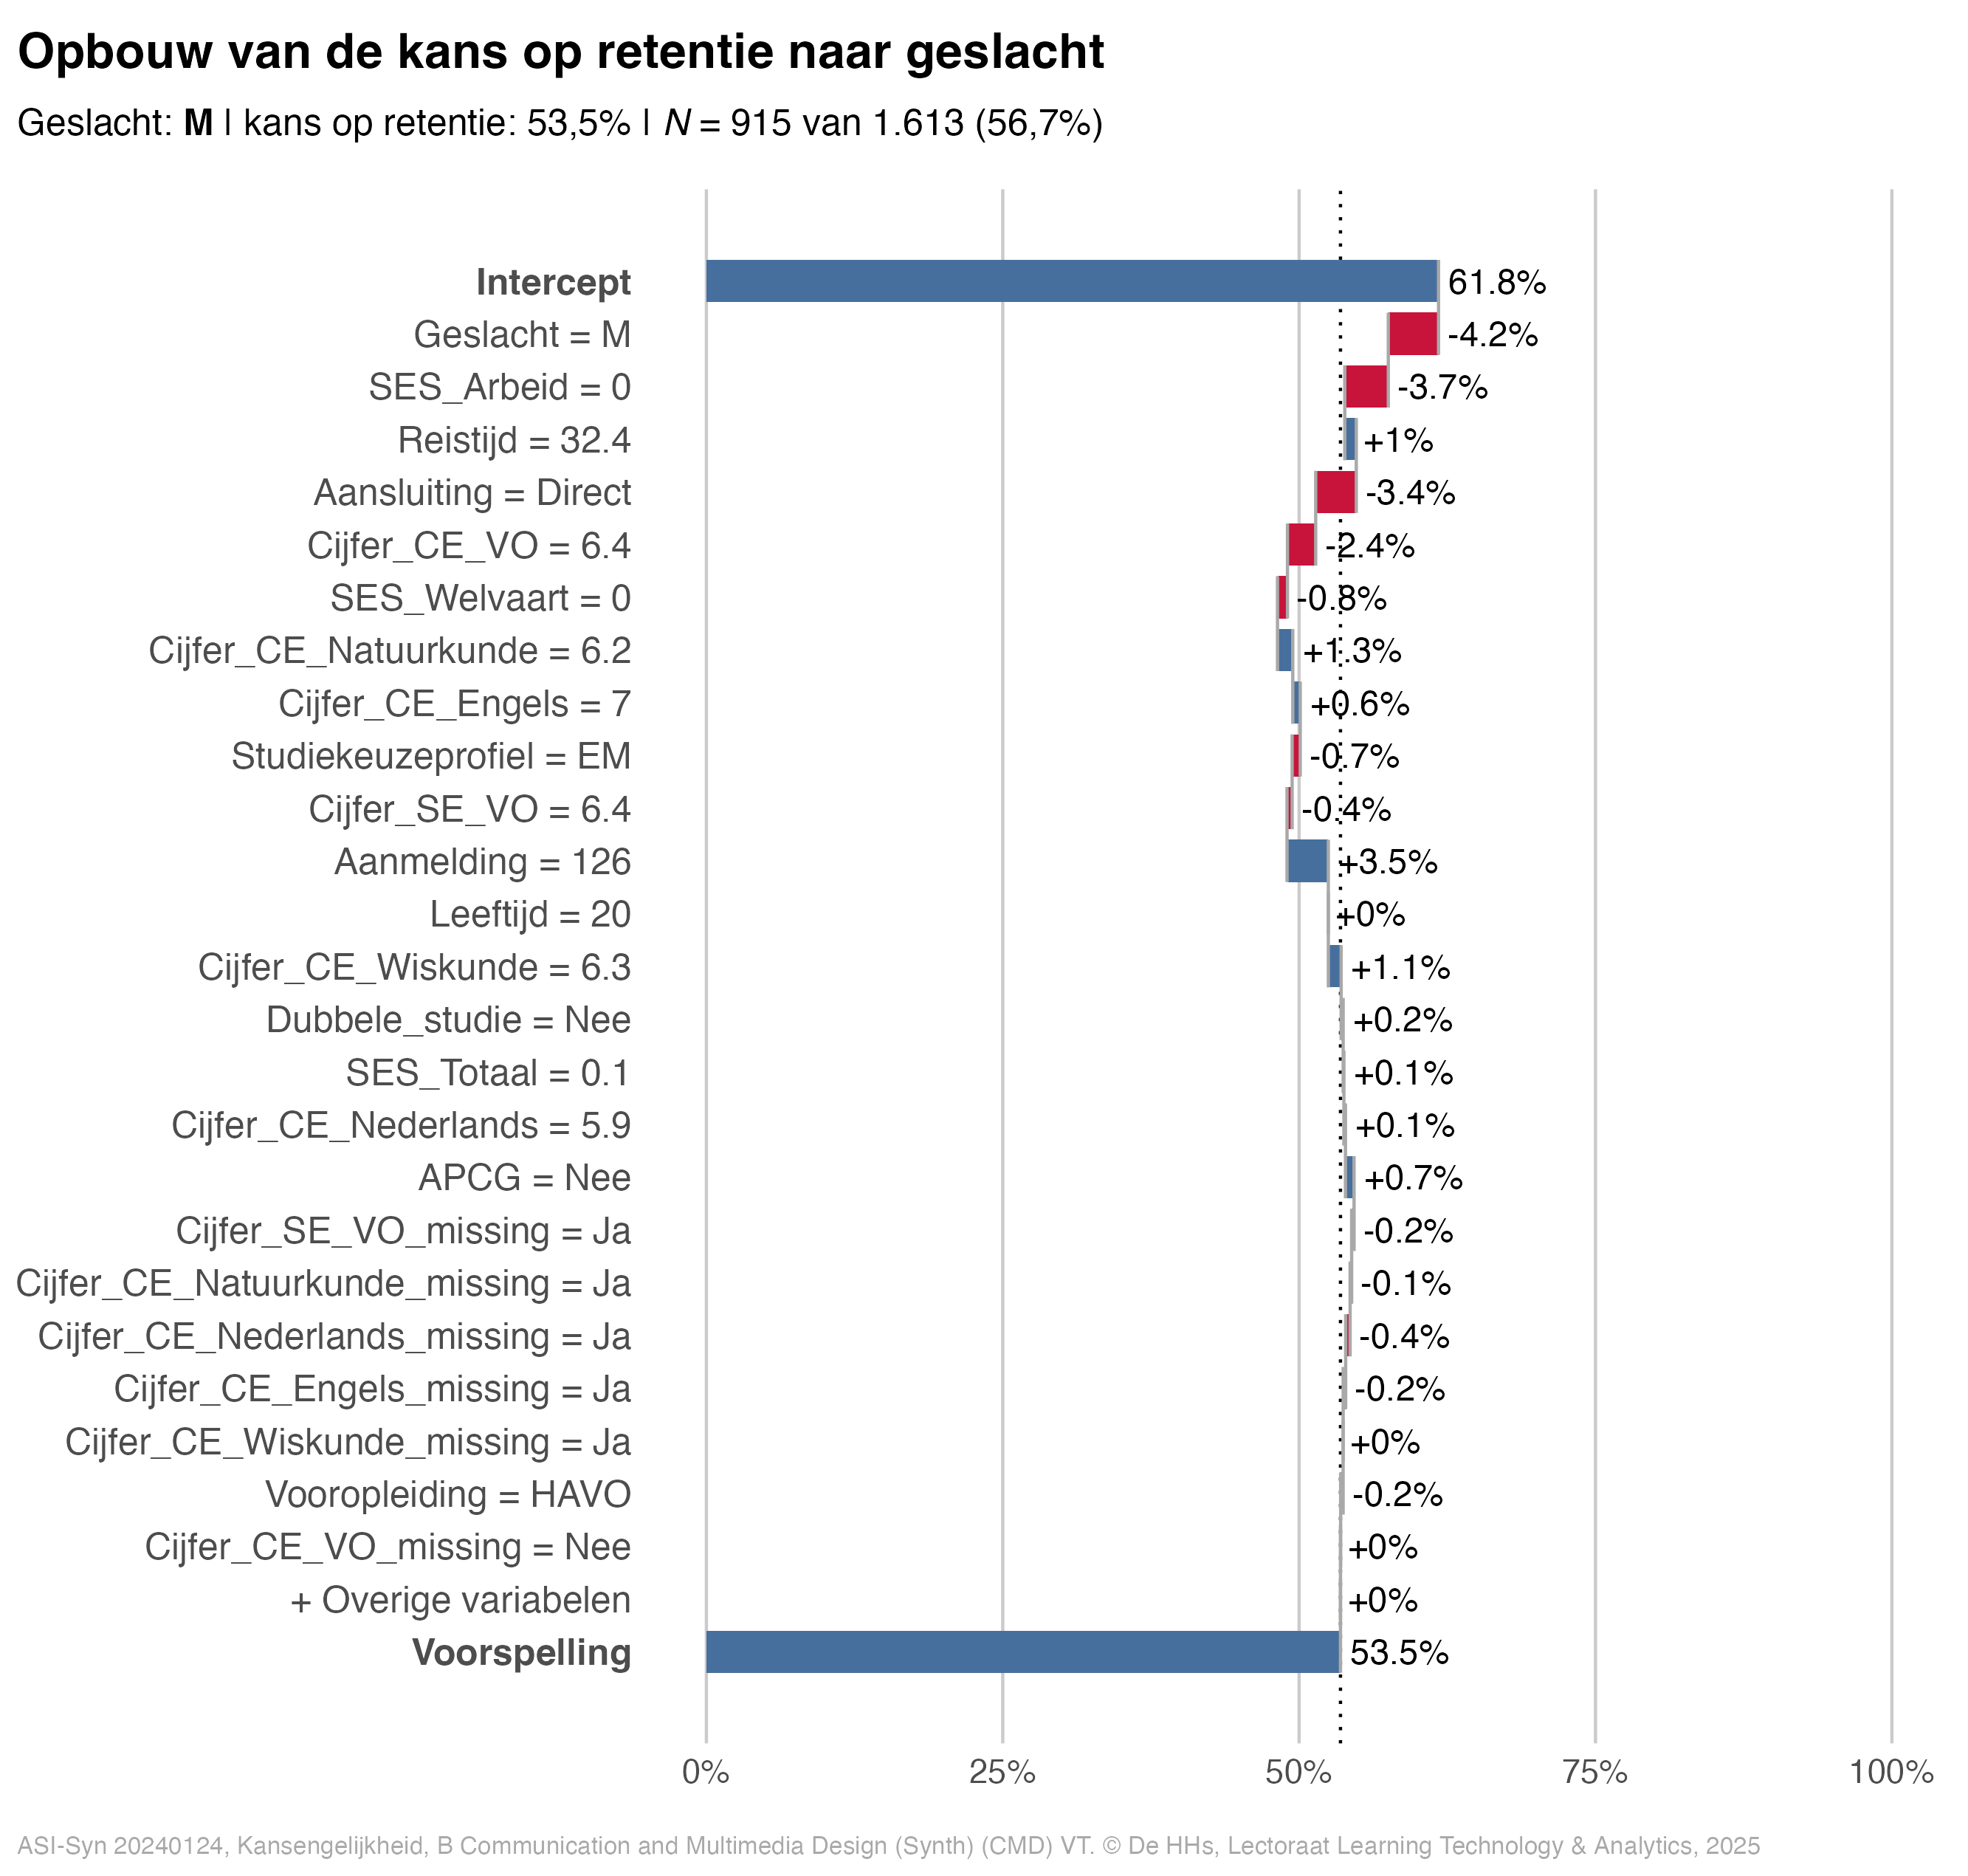 Opbouw van de kans op retentie naar geslacht
Geslacht: M | kans op retentie: 53,5% | N = 915 van 1.613 (56,7%)
Intercept 61.8%
Geslacht = M -4.2%
SES_Arbeid = 0 -3.7%
Reistijd = 32.4 +1%
Aansluiting = Direct -3.4%
Cijfer_CE_VO = 6.4 -2.4%
SES_Welvaart = 0 -0.8%
Cijfer_CE_Natuurkunde = 6.2 +1.3%
Cijfer_CE_Engels = 7 +0.6%
Studiekeuzeprofiel = EM -0.7%
Cijfer_SE_VO = 6.4 -0.4%
Aanmelding = 126 +3.5%
Leeftijd = 20 +0%
Cijfer_CE_Wiskunde = 6.3 +1.1%
Dubbele_studie = Nee +0.2%
SES_Totaal = 0.1 +0.1%
Cijfer_CE_Nederlands = 5.9 +0.1%
APCG = Nee +0.7%
Cijfer_SE_VO_missing = Ja -0.2%
Cijfer_CE_Natuurkunde_missing = Ja -0.1%
Cijfer_CE_Nederlands_missing = Ja -0.4%
Cijfer_CE_Engels_missing = Ja -0.2%
Cijfer_CE_Wiskunde_missing = Ja +0%
Vooropleiding = HAVO -0.2%
Cijfer_CE_VO_missing = Nee +0%
+ Overige variabelen +0%
Voorspelling 53.5%
0% 25% 50% 75% 100%
ASI-Syn 20240124, Kansengelijkheid, B Communication and Multimedia Design (Synth) (CMD) VT. © De HHs, Lectoraat Learning Technology & Analytics, 2025